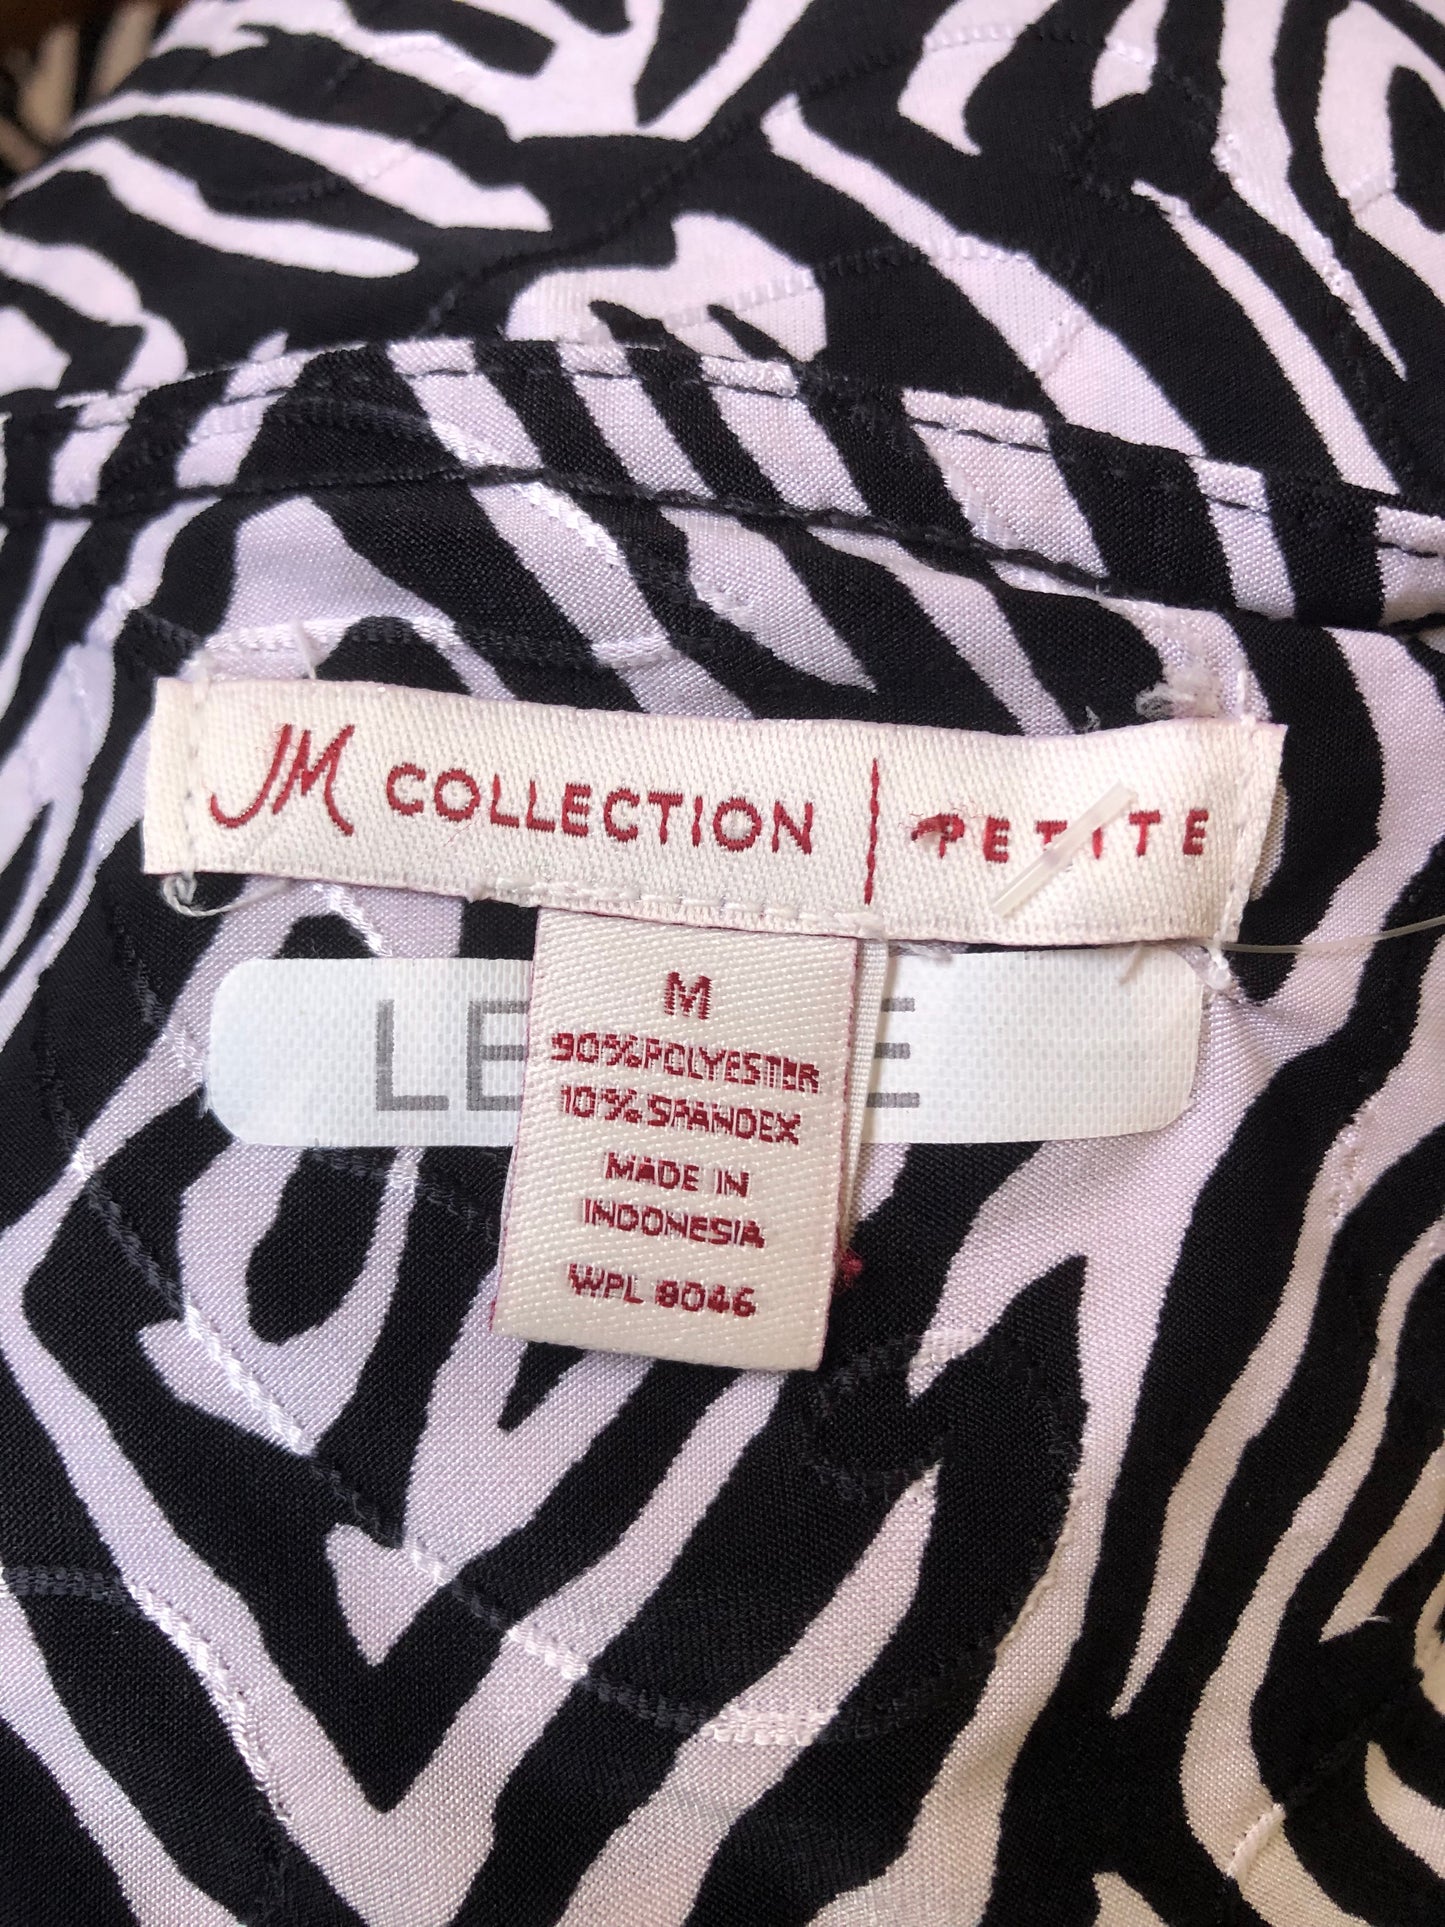 JM COLLECTION | PETITE
M
90% POLYESTER
10% SPANDEX
MADE IN
INDONESIA
WPL 8046